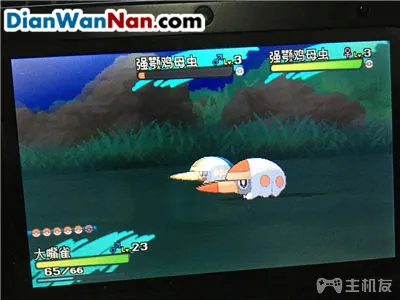 DianWanNan.com
强颚鸡母虫 ♂ Lv.3
强颚鸡母虫 ♀ Lv.3
大嘴雀 ♂ Lv.23
65/66
主机友